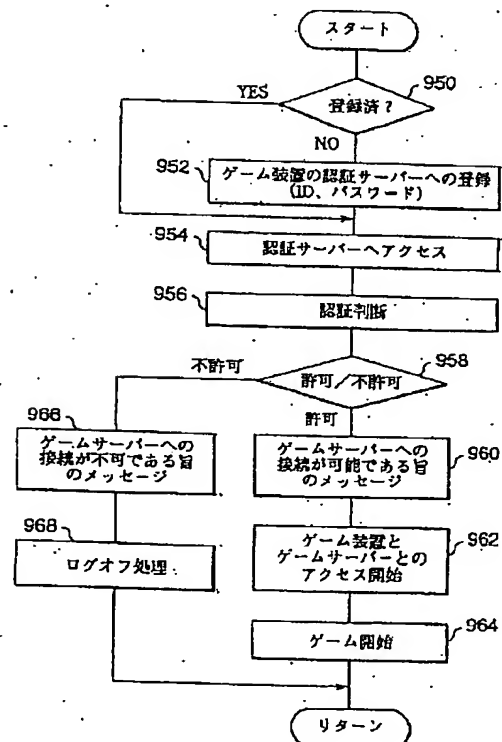 スタート
950
YES
登録済?
NO
952
ゲーム装置の認証サーバーへの登録
(ID、パスワード)
954
認証サーバーへアクセス
956
認証判断
958
不許可
許可/不許可
許可
966
ゲームサーバーへの
接続が不可である旨
のメッセージ
960
ゲームサーバーへの
接続が可能である旨
のメッセージ
968
ログオフ処理
962
ゲーム装置と
ゲームサーバーとの
アクセス開始
964
ゲーム開始
リターン